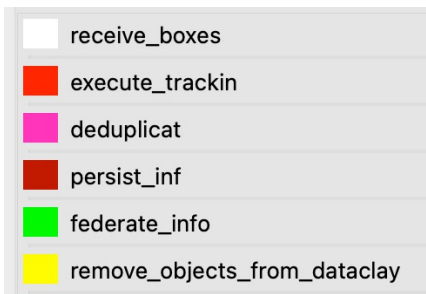 receive_boxes
execute_trackin
deduplicat
persist_inf
federate_info
remove_objects_from_dataclay